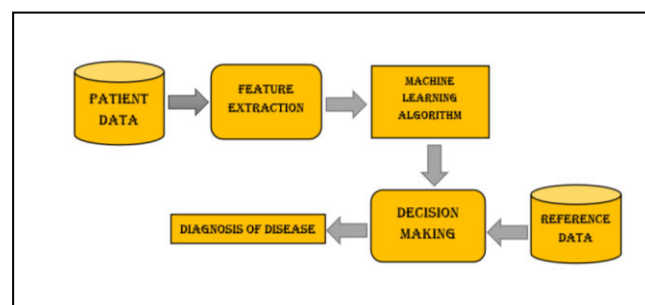 PATIENT
DATA
FEATURE
EXTRACTION
MACHINE
LEARNING
ALGORITHM
DECISION
MAKING
REFERENCE
DATA
DIAGNOSIS OF DISEASE